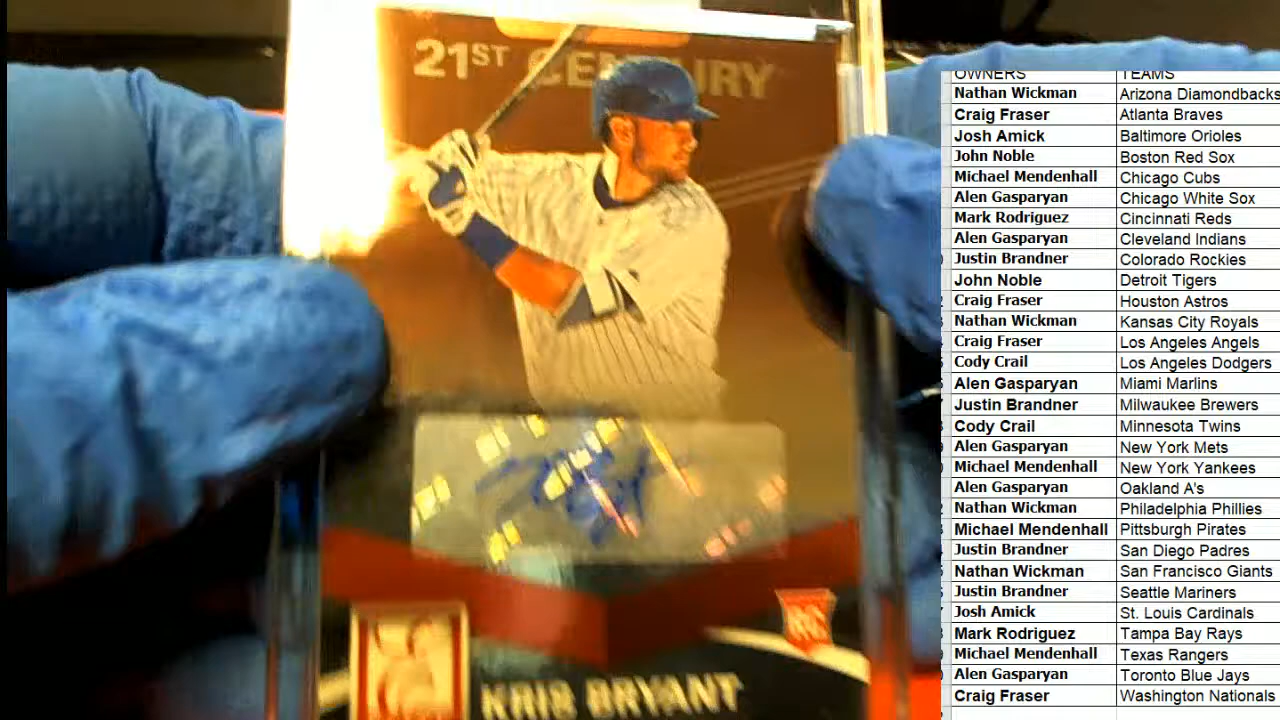 21ST CENTURY
KRIS BRYANT
RC
OWNERS TEAMS
Nathan Wickman Arizona Diamondbacks
Craig Fraser Atlanta Braves
Josh Amick Baltimore Orioles
John Noble Boston Red Sox
Michael Mendenhall Chicago Cubs
Alen Gasparyan Chicago White Sox
Mark Rodriguez Cincinnati Reds
Alen Gasparyan Cleveland Indians
Justin Brandner Colorado Rockies
John Noble Detroit Tigers
Craig Fraser Houston Astros
Nathan Wickman Kansas City Royals
Craig Fraser Los Angeles Angels
Cody Crail Los Angeles Dodgers
Alen Gasparyan Miami Marlins
Justin Brandner Milwaukee Brewers
Cody Crail Minnesota Twins
Alen Gasparyan New York Mets
Michael Mendenhall New York Yankees
Alen Gasparyan Oakland A's
Nathan Wickman Philadelphia Phillies
Michael Mendenhall Pittsburgh Pirates
Justin Brandner San Diego Padres
Nathan Wickman San Francisco Giants
Justin Brandner Seattle Mariners
Josh Amick St. Louis Cardinals
Mark Rodriguez Tampa Bay Rays
Michael Mendenhall Texas Rangers
Alen Gasparyan Toronto Blue Jays
Craig Fraser Washington Nationals